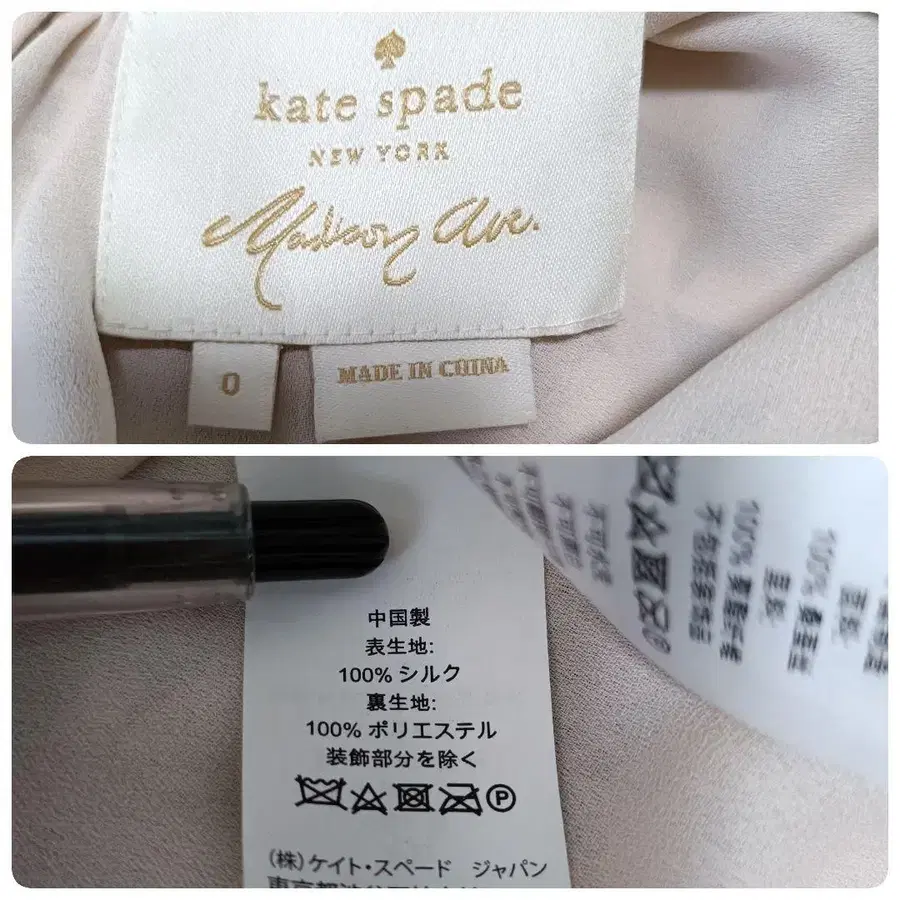 kate spade
NEW YORK
Madison Ave.
0
MADE IN CHINA
中国製
表生地:
100% シルク
裏生地:
100% ポリエステル
装飾部分を除く
P
(株)ケイト・スペード ジャパン
100%
100%